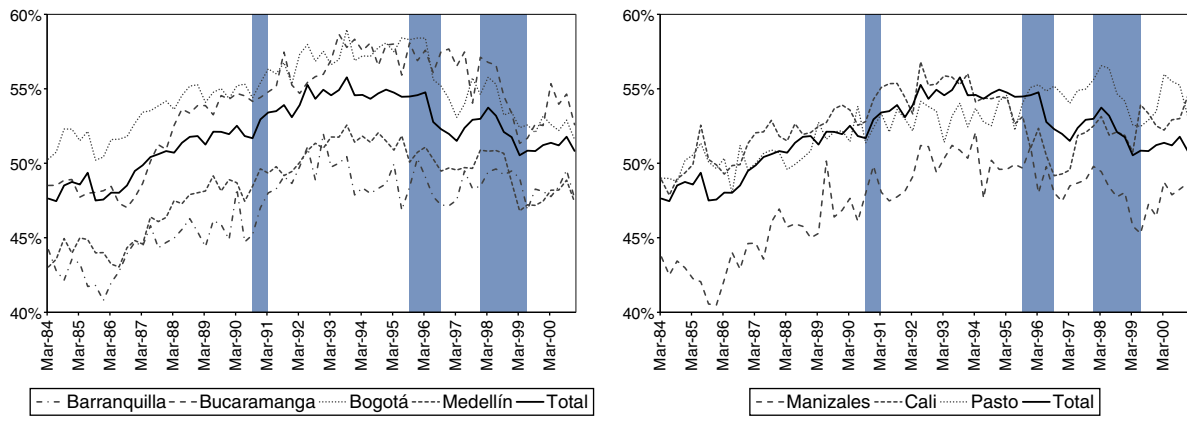 60%
55%
50%
45%
40%
Mar-84
Mar-85
Mar-86
Mar-87
Mar-88
Mar-89
Mar-90
Mar-91
Mar-92
Mar-93
Mar-94
Mar-95
Mar-96
Mar-97
Mar-98
Mar-99
Mar-00
Barranquilla Bucaramanga Bogotá Medellín Total
60%
55%
50%
45%
40%
Mar-84
Mar-85
Mar-86
Mar-87
Mar-88
Mar-89
Mar-90
Mar-91
Mar-92
Mar-93
Mar-94
Mar-95
Mar-96
Mar-97
Mar-98
Mar-99
Mar-00
Manizales Cali Pasto Total